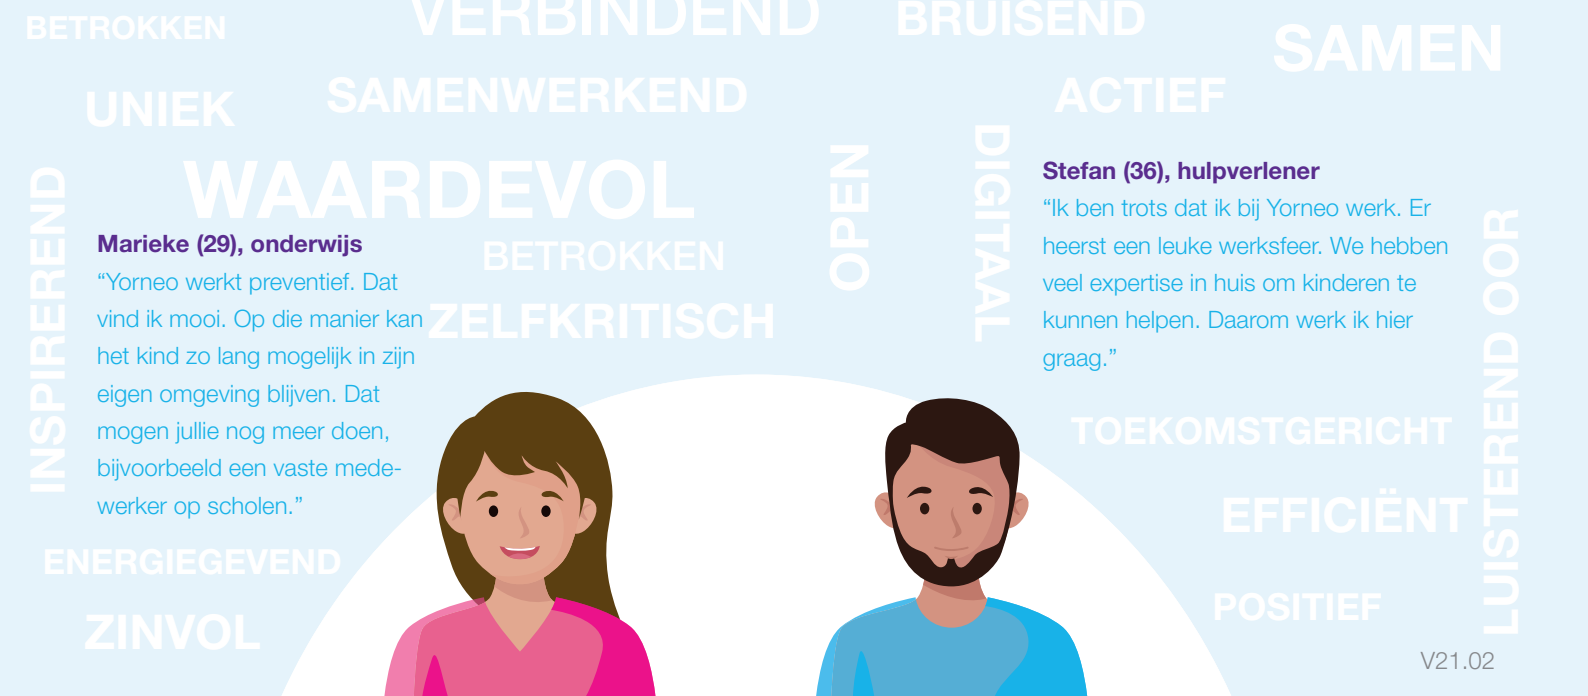 BETROKKEN
VERBINDEND
BRUISEND
SAMEN
UNIEK
SAMENWERKEND
ACTIEF
WAARDEVOL
OPEN
DIGITAAL
INSPIREREND
Marieke (29), onderwijs
“Yorneo werkt preventief. Dat
vind ik mooi. Op die manier kan
het kind zo lang mogelijk in zijn
eigen omgeving blijven. Dat
mogen jullie nog meer doen,
bijvoorbeeld een vaste mede-
werker op scholen.”
BETROKKEN
ZELFKRITISCH
Stefan (36), hulpverlener
“Ik ben trots dat ik bij Yorneo werk. Er
heerst een leuke werksfeer. We hebben
veel expertise in huis om kinderen te
kunnen helpen. Daarom werk ik hier
graag.”
LUISTEREND OOR
TOEKOMSTGERICHT
EFFICIËNT
ENERGIEGEVEND
POSITIEF
ZINVOL
V21.02